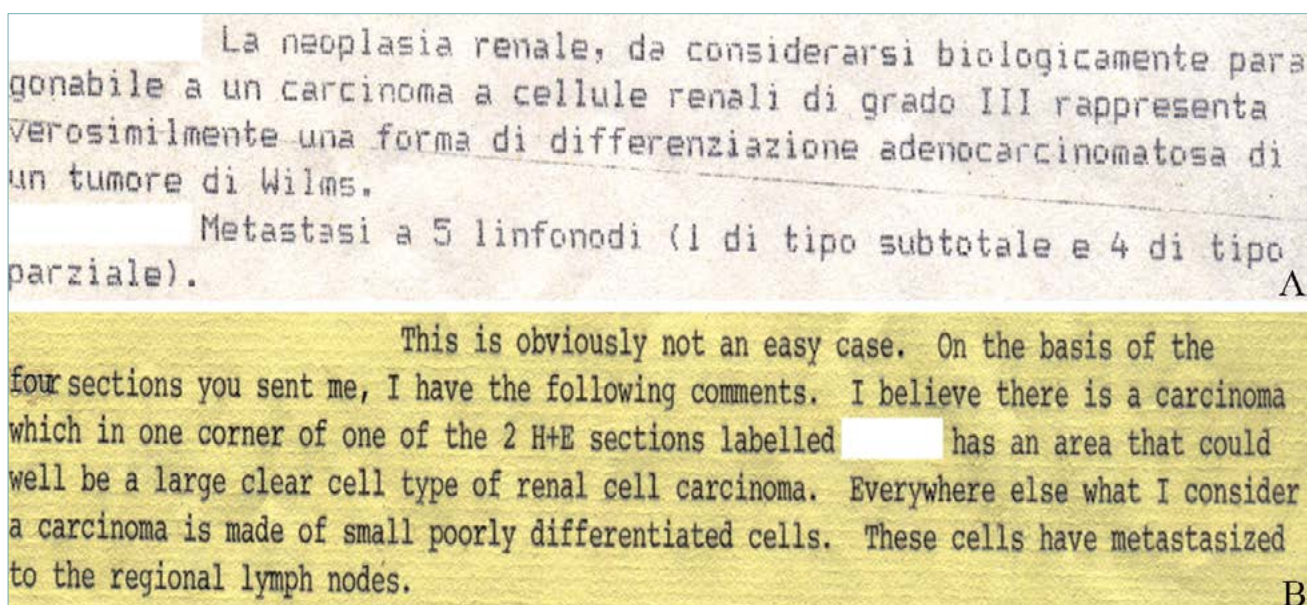 La neoplasia renale, da considerarsi biologicamente para
gonabile a un carcinoma a cellule renali di grado III rappresenta
verosimilmente una forma di differenziazione adenocarcinomatosa di
un tumore di Wilms.
Metastasi a 5 linfonodi (1 di tipo subtotale e 4 di tipo
parziale).
A
This is obviously not an easy case. On the basis of the
four sections you sent me, I have the following comments. I believe there is a carcinoma
which in one corner of one of the 2 H+E sections labelled has an area that could
well be a large clear cell type of renal cell carcinoma. Everywhere else what I consider
a carcinoma is made of small poorly differentiated cells. These cells have metastasized
to the regional lymph nodes.
B